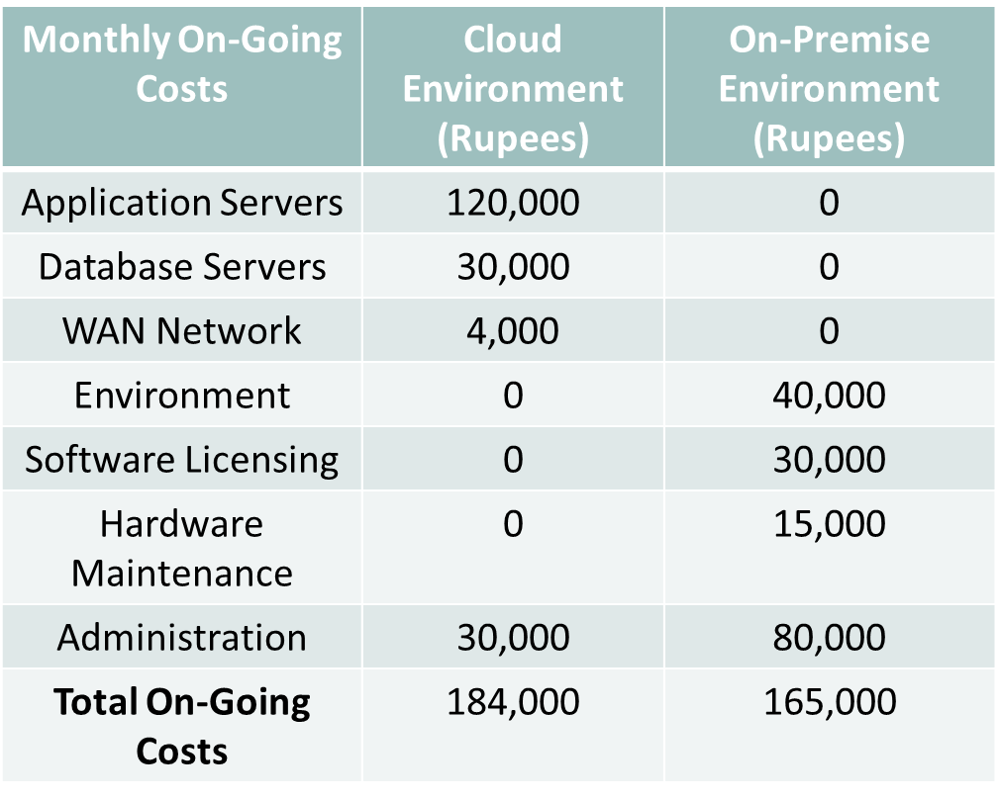 Monthly On-Going Costs | Cloud Environment (Rupees) | On-Premise Environment (Rupees)
Application Servers | 120,000 | 0
Database Servers | 30,000 | 0
WAN Network | 4,000 | 0
Environment | 0 | 40,000
Software Licensing | 0 | 30,000
Hardware Maintenance | 0 | 15,000
Administration | 30,000 | 80,000
Total On-Going Costs | 184,000 | 165,000